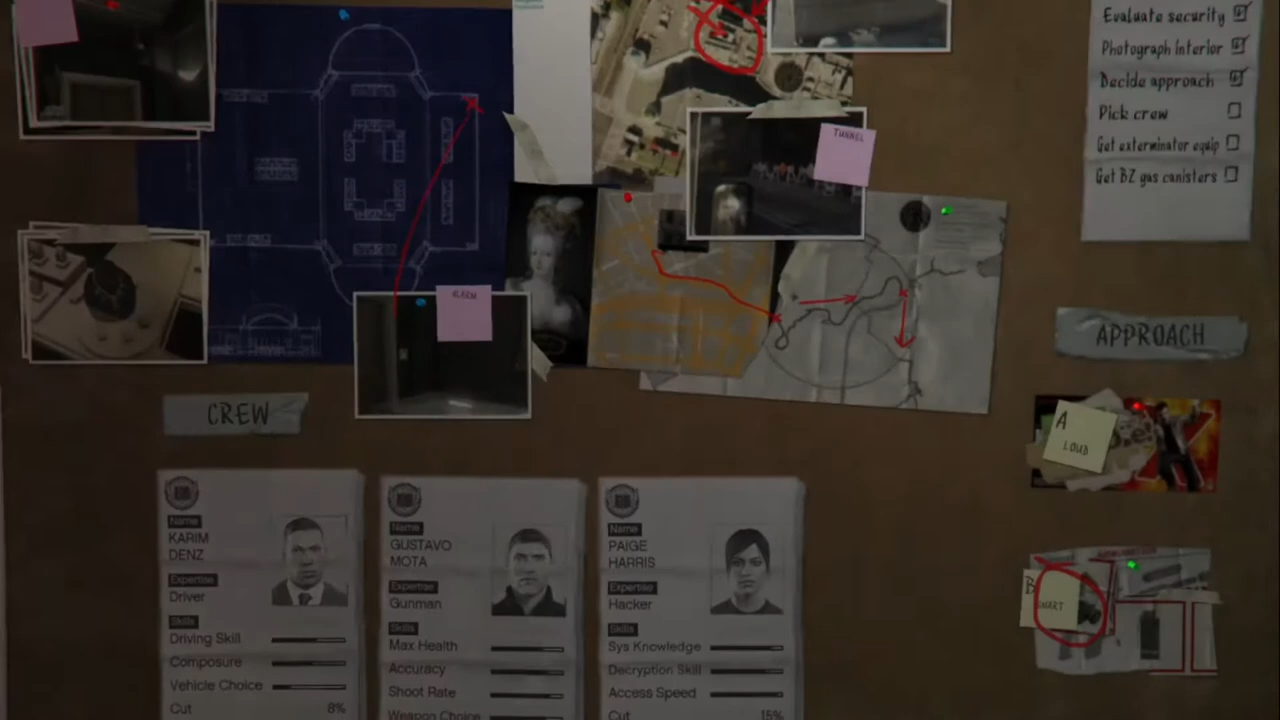 Evaluate security
Photograph Interior
Decide approach
Pick crew
Get exterminator equip
Get BZ gas canisters
TUNNEL
ALARM
APPROACH
A
LOUD
B
SMART
CREW
Name
KARIM
DENZ
Expertise
Driver
Skills
Driving Skill
Composure
Vehicle Choice
Cut 8%
Name
GUSTAVO
MOTA
Expertise
Gunman
Skills
Max Health
Accuracy
Shoot Rate
Weapon Choice
Name
PAIGE
HARRIS
Expertise
Hacker
Skills
Sys Knowledge
Decryption Skill
Access Speed
Cut 15%